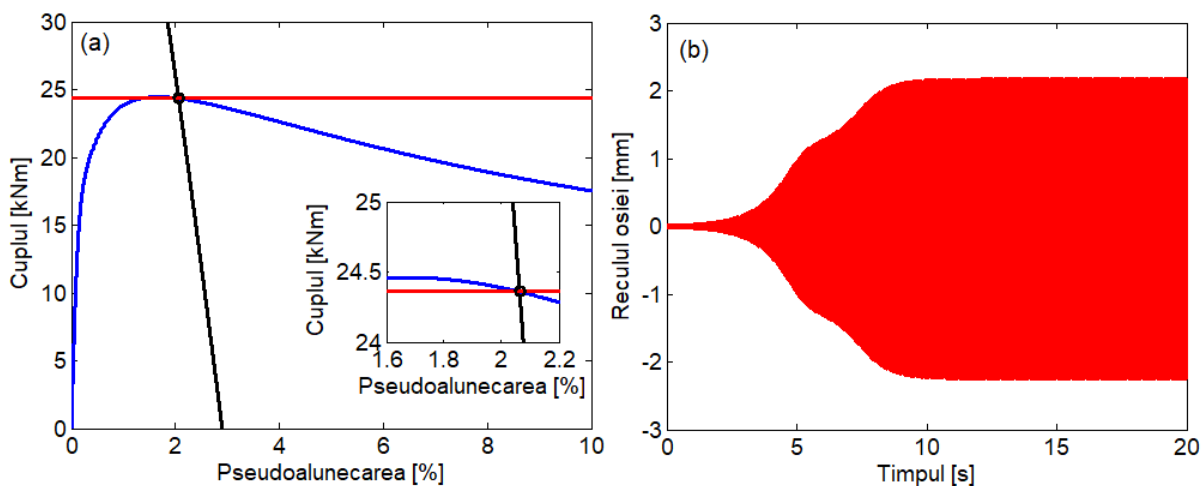 (a)
Cuplul [kNm]
30
25
20
15
10
5
0
0 2 4 6 8 10
Pseudoalunecarea [%]
Cuplul [kNm]
25
24.5
24
1.6 1.8 2 2.2
Pseudoalunecarea [%]
(b)
Reculul osiei [mm]
3
2
1
0
-1
-2
-3
0 5 10 15 20
Timpul [s]